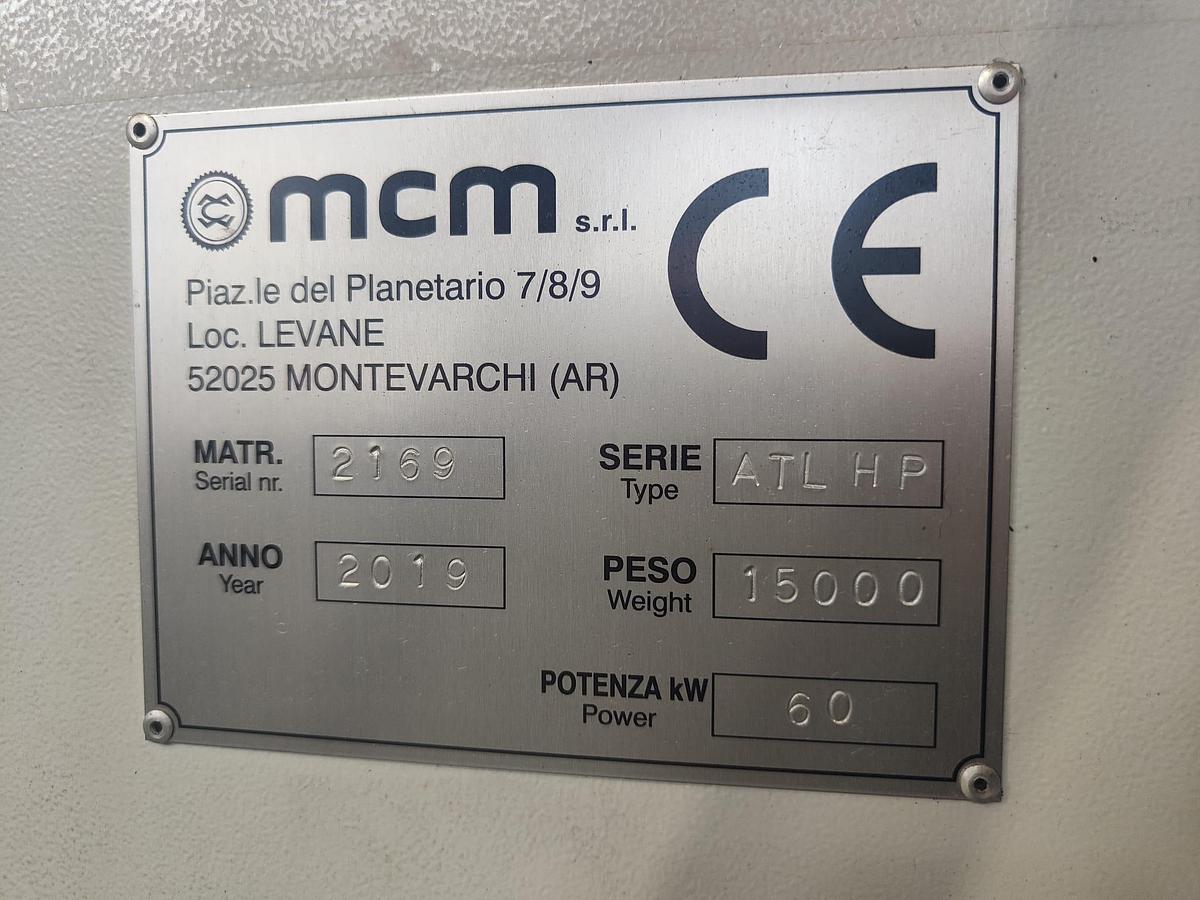 mcm s.r.l.
CE
Piaz.le del Planetario 7/8/9
Loc. LEVANE
52025 MONTEVARCHI (AR)
MATR. 2169
Serial nr.
SERIE ATL HP
Type
ANNO 2019
Year
PESO 15000
Weight
POTENZA kW 60
Power